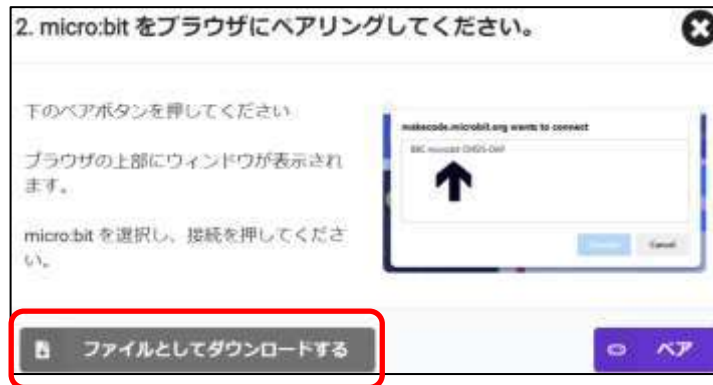 2. micro:bit をブラウザにペアリングしてください。
下のペアボタンを押してください
ブラウザの上部にウィンドウが表示され
ます。
micro:bit を選択し、接続を押してくださ
い。
makecode.microbit.org wants to connect
BBC micro:bit CMSIS-DAP
Cancel
ファイルとしてダウンロードする
ペア